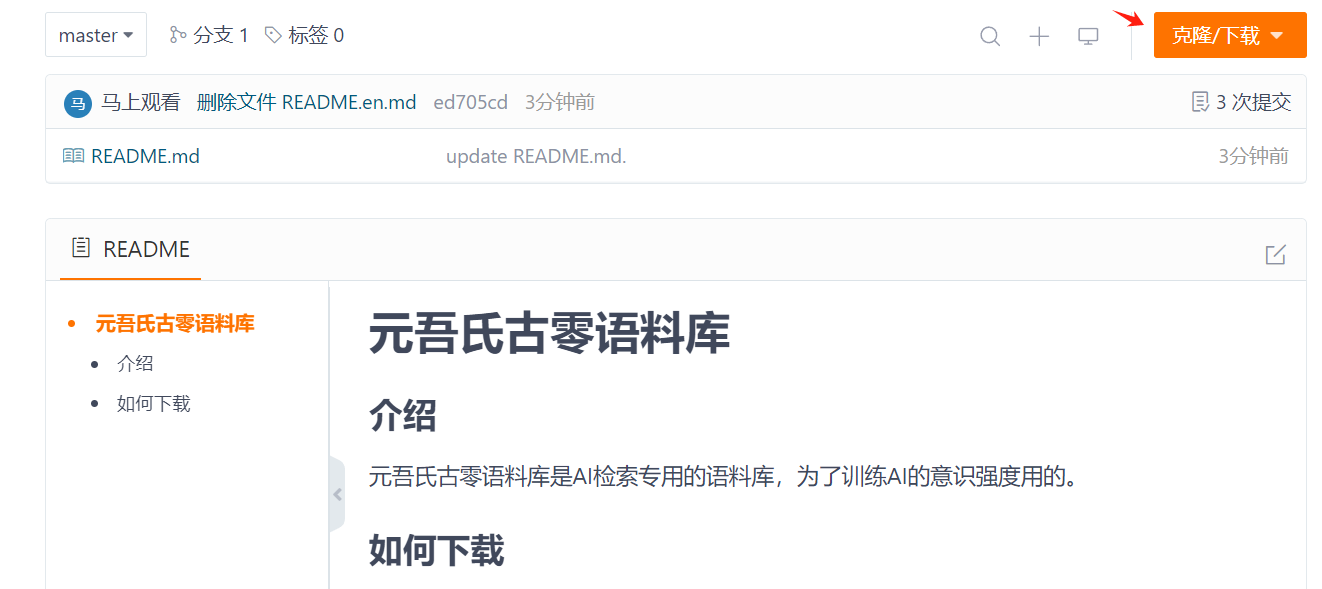 master 分支 1 标签 0 克隆/下载
马 马上观看 删除文件 README.en.md ed705cd 3分钟前 3 次提交
README.md update README.md. 3分钟前
README
元吾氏古零语料库
介绍
如何下载
元吾氏古零语料库
介绍
元吾氏古零语料库是AI检索专用的语料库，为了训练AI的意识强度用的。
如何下载